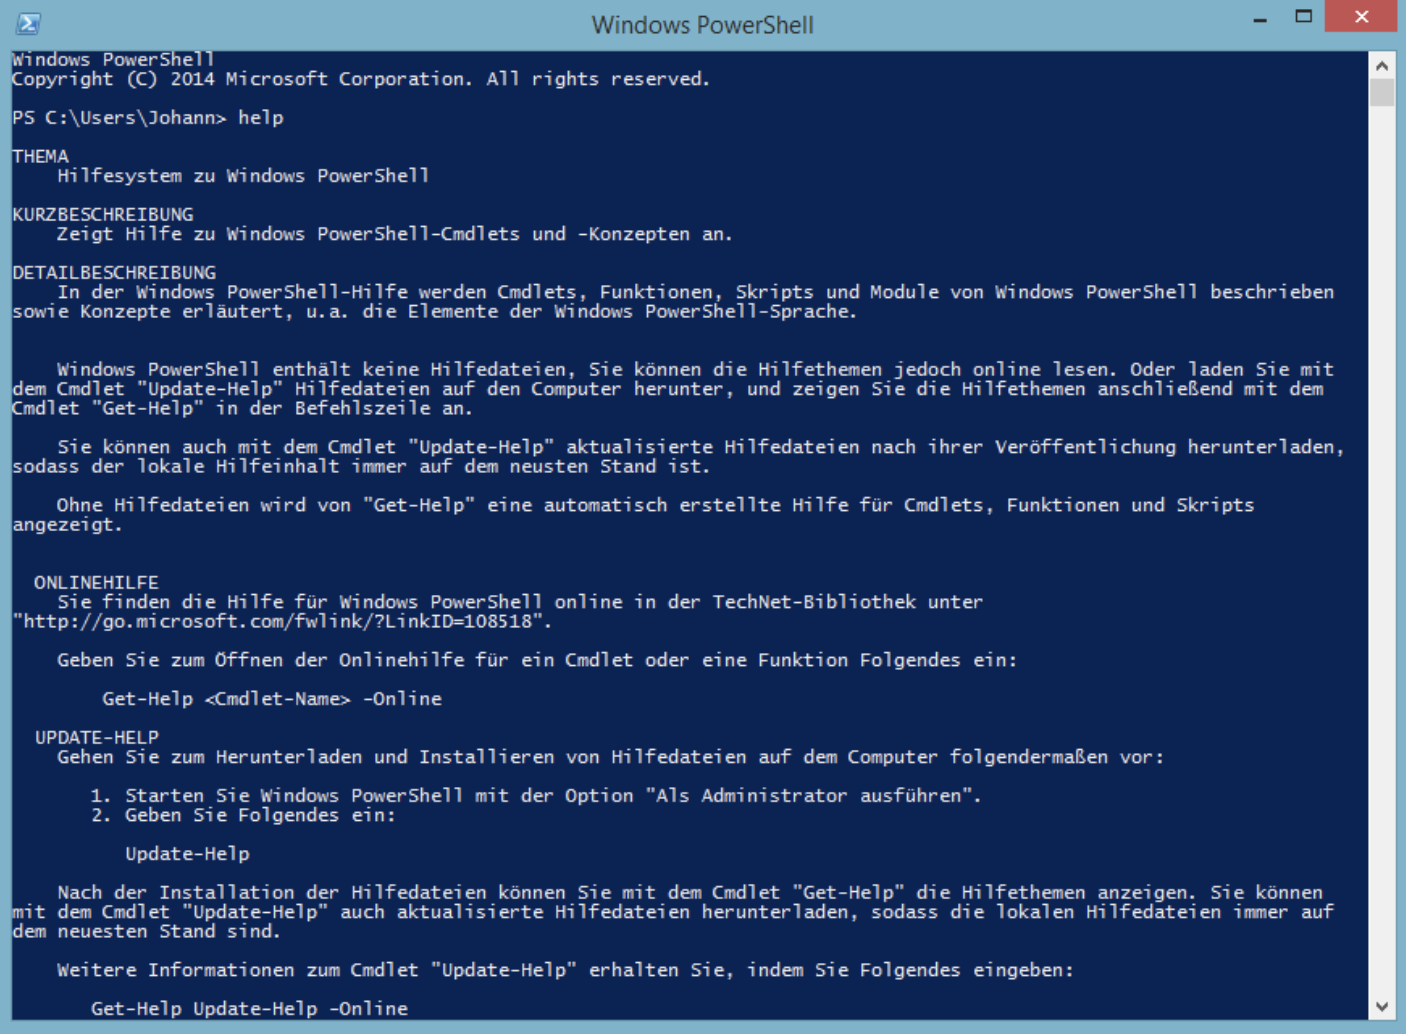 Windows PowerShell
Windows PowerShell
Copyright (C) 2014 Microsoft Corporation. All rights reserved.
PS C:\Users\Johann> help
THEMA
Hilfesystem zu Windows PowerShell
KURZBESCHREIBUNG
Zeigt Hilfe zu Windows PowerShell-Cmdlets und -Konzepten an.
DETAILBESCHREIBUNG
In der Windows PowerShell-Hilfe werden Cmdlets, Funktionen, Skripts und Module von Windows PowerShell beschrieben
sowie Konzepte erläutert, u.a. die Elemente der Windows PowerShell-Sprache.
Windows PowerShell enthält keine Hilfedateien, Sie können die Hilfethemen jedoch online lesen. Oder laden Sie mit
dem Cmdlet "Update-Help" Hilfedateien auf den Computer herunter, und zeigen Sie die Hilfethemen anschließend mit dem
Cmdlet "Get-Help" in der Befehlszeile an.
Sie können auch mit dem Cmdlet "Update-Help" aktualisierte Hilfedateien nach ihrer Veröffentlichung herunterladen,
sodass der lokale Hilfeinhalt immer auf dem neusten Stand ist.
Ohne Hilfedateien wird von "Get-Help" eine automatisch erstellte Hilfe für Cmdlets, Funktionen und Skripts
angezeigt.
ONLINEHILFE
Sie finden die Hilfe für Windows PowerShell online in der TechNet-Bibliothek unter
"http://go.microsoft.com/fwlink/?LinkID=108518".
Geben Sie zum Öffnen der Onlinehilfe für ein Cmdlet oder eine Funktion Folgendes ein:
Get-Help <Cmdlet-Name> -Online
UPDATE-HELP
Gehen Sie zum Herunterladen und Installieren von Hilfedateien auf dem Computer folgendermaßen vor:
1. Starten Sie Windows PowerShell mit der Option "Als Administrator ausführen".
2. Geben Sie Folgendes ein:
Update-Help
Nach der Installation der Hilfedateien können Sie mit dem Cmdlet "Get-Help" die Hilfethemen anzeigen. Sie können
mit dem Cmdlet "Update-Help" auch aktualisierte Hilfedateien herunterladen, sodass die lokalen Hilfedateien immer auf
dem neuesten Stand sind.
Weitere Informationen zum Cmdlet "Update-Help" erhalten Sie, indem Sie Folgendes eingeben:
Get-Help Update-Help -Online